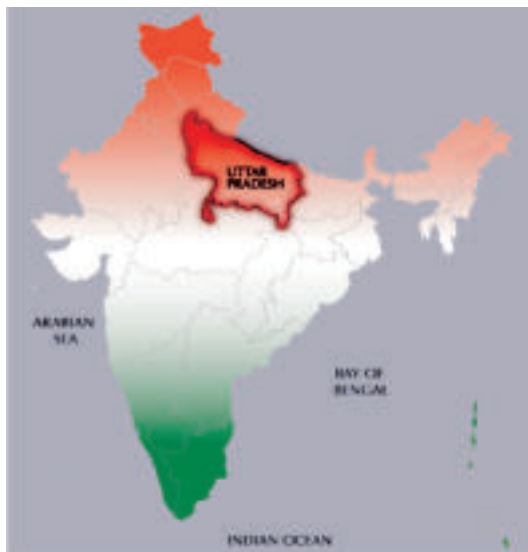 UTTAR
PRADESH
ARABIAN
SEA
BAY OF
BENGAL
INDIAN OCEAN